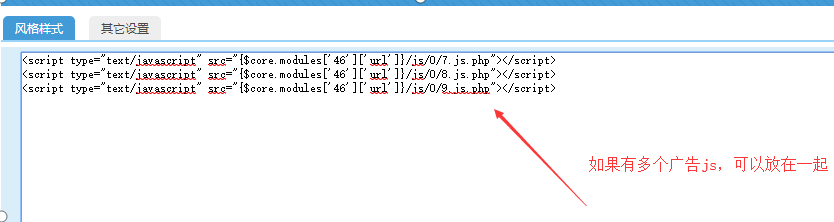 风格样式
其它设置
<script type="text/javascript" src="{$core.modules['46']['url']}/js/0/7.js.php"></script>
<script type="text/javascript" src="{$core.modules['46']['url']}/js/0/8.js.php"></script>
<script type="text/javascript" src="{$core.modules['46']['url']}/js/0/9.js.php"></script>
如果有多个广告js，可以放在一起